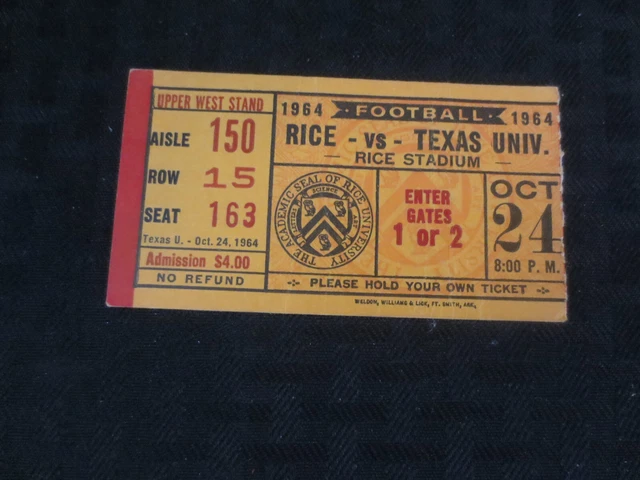 UPPER WEST STAND
AISLE 150
ROW 15
SEAT 163
Texas U. - Oct. 24, 1964
Admission $4.00
NO REFUND
1964 FOOTBALL 1964
RICE - vs - TEXAS UNIV.
— RICE STADIUM —
THE ACADEMIC SEAL OF RICE UNIVERSITY
ENTER
GATES
1 or 2
OCT
24
8:00 P. M.
PLEASE HOLD YOUR OWN TICKET
WELDON, WILLIAMS & LICK, FT. SMITH, ARK.